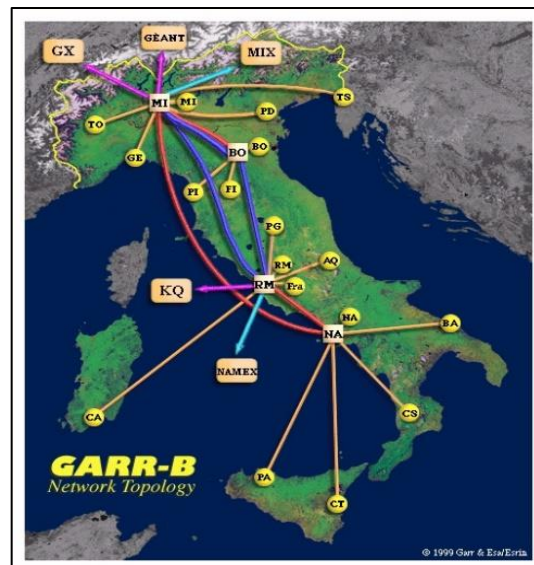 GÉANT
GX
MIX
MI
MI
TS
TO
PD
GE
BO
BO
PI
FI
PG
RM
AQ
RM
Fra
KQ
NA
NA
BA
NAMEX
CA
CS
PA
CT
GARR-B
Network Topology
© 1999 Garr & Esa/Esrin